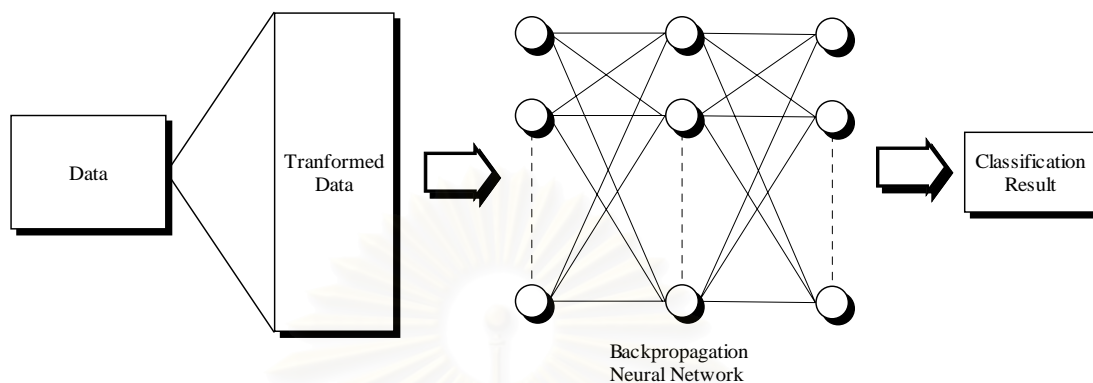 Data
Tranformed
Data
Classification
Result
Backpropagation
Neural Network